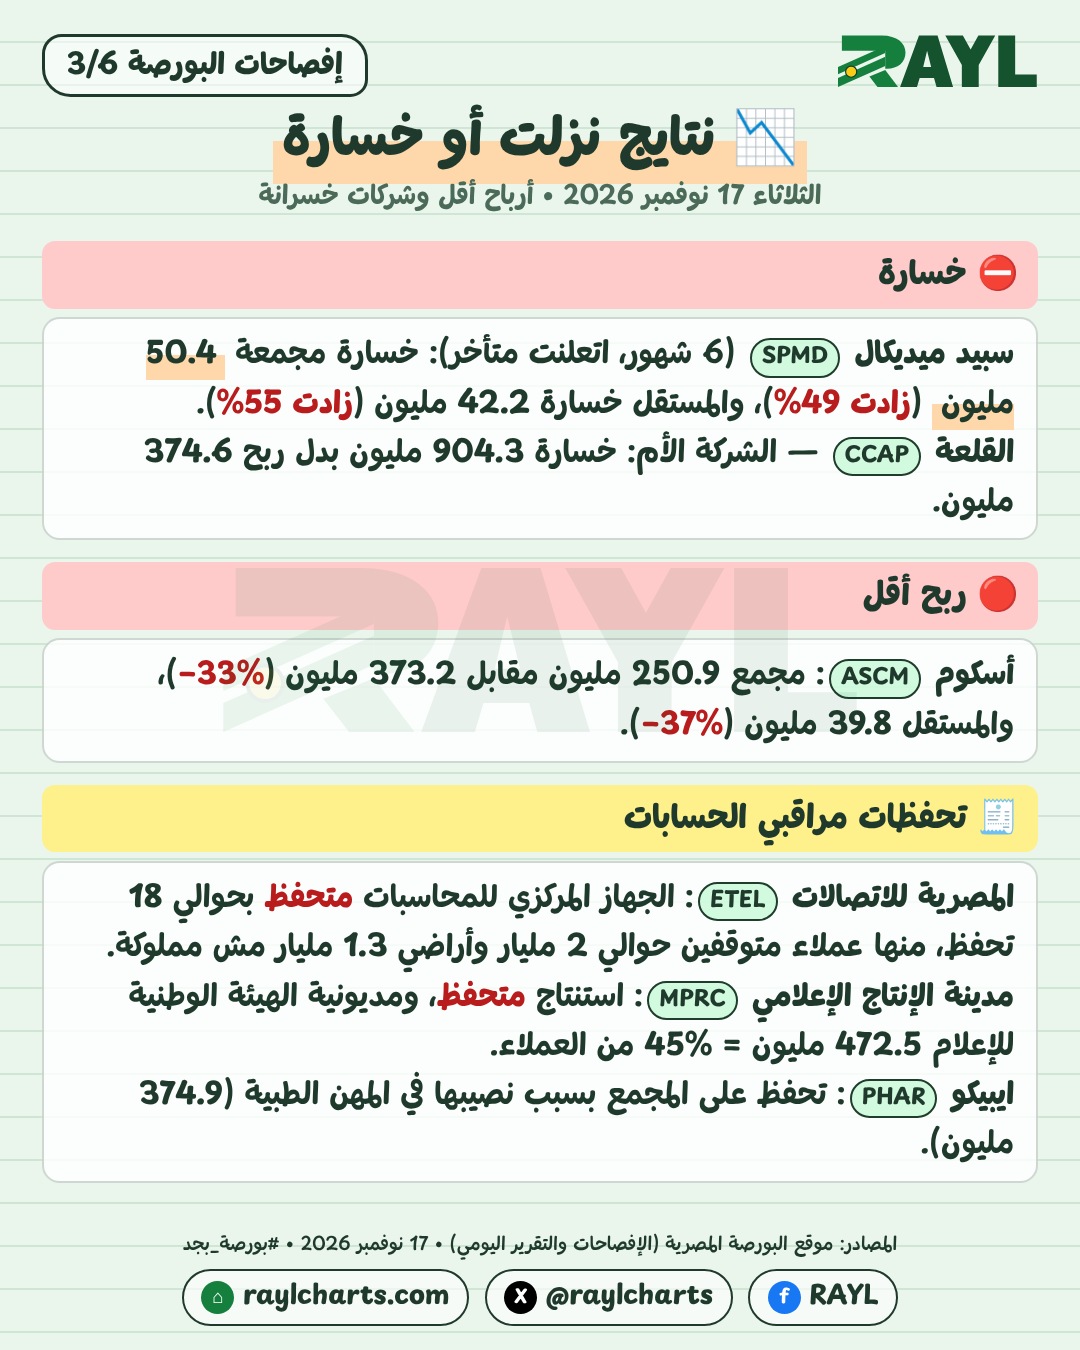 RAYL
إفصاحات البورصة 3/6
نتايج نزلت أو خسارة
الثلاثاء 17 نوفمبر 2026 • أرباح أقل وشركات خسرانة
خسارة
سبيد ميديكال SPMD (6 شهور، اتعلنت متأخر): خسارة مجمعة 50.4
مليون (زادت 49%)، والمستقل خسارة 42.2 مليون (زادت 55%).
القلعة CCAP — الشركة الأم: خسارة 904.3 مليون بدل ربح 374.6
مليون.
ربح أقل
أسكوم ASCM: مجمع 250.9 مليون مقابل 373.2 مليون (−33%)،
والمستقل 39.8 مليون (−37%).
تحفظات مراقبي الحسابات
المصرية للاتصالات ETEL: الجهاز المركزي للمحاسبات متحفظ بحوالي 18
تحفظ، منها عملاء متوقفين حوالي 2 مليار وأراضي 1.3 مليار مش مملوكة.
مدينة الإنتاج الإعلامي MPRC: استنتاج متحفظ، ومديونية الهيئة الوطنية
للإعلام 472.5 مليون = 45% من العملاء.
ايبيكو PHAR: تحفظ على المجمع بسبب نصيبها في المهن الطبية (374.9
مليون).
المصادر: موقع البورصة المصرية (الإفصاحات والتقرير اليومي) • 17 نوفمبر 2026 • #بورصة_بجد
RAYL
@raylcharts
raylcharts.com